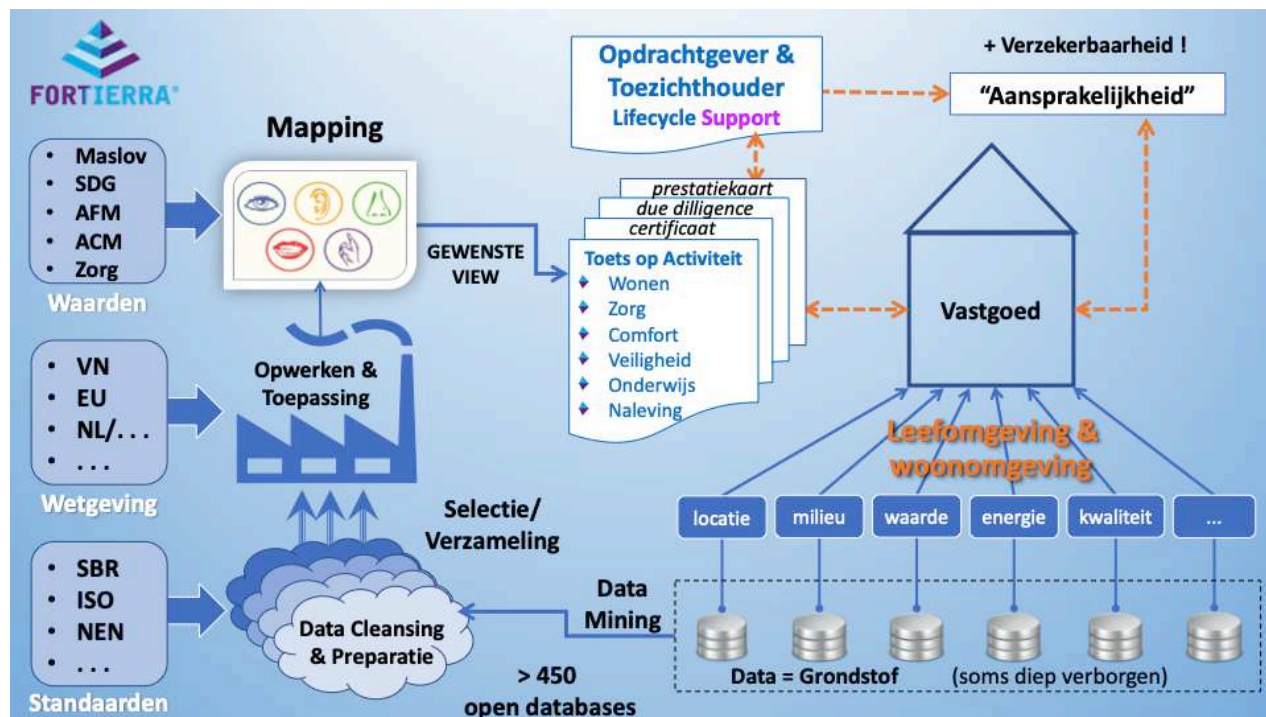 FORTIERRA®
Maslov
SDG
AFM
ACM
Zorg
Waarden
VN
EU
NL/. . .
. . .
Wetgeving
SBR
ISO
NEN
. . .
Standaarden
Mapping
Opwerken &
Toepassing
Data Cleansing
& Preparatie
Selectie/
Verzameling
GEWENSTE
VIEW
Opdrachtgever &
Toezichthouder
Lifecycle Support
prestatiekaart
due dilligence
certificaat
Toets op Activiteit
Wonen
Zorg
Comfort
Veiligheid
Onderwijs
Naleving
+ Verzekerbaarheid !
“Aansprakelijkheid”
Vastgoed
Leefomgeving &
woonomgeving
locatie
milieu
waarde
energie
kwaliteit
...
Data
Mining
Data = Grondstof
(soms diep verborgen)
> 450
open databases